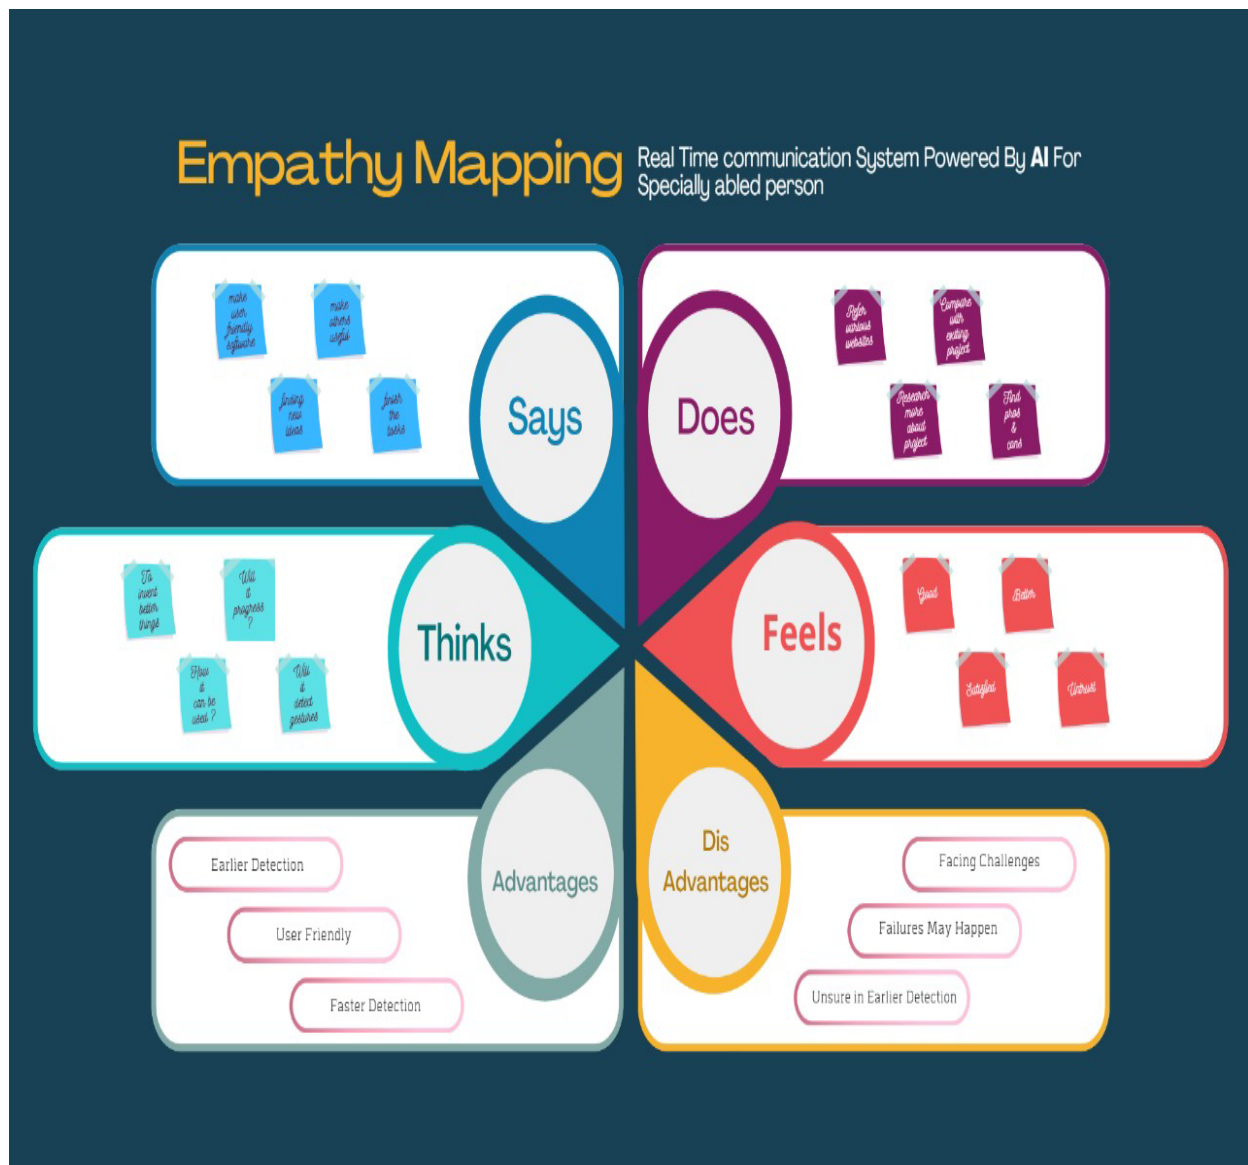 Empathy Mapping
Real Time communication System Powered By AI For
Specially abled person
make
user
friendly
software
make
others
useful
finding
new
ideas
finish
the
tasks
Says
Does
Refer
various
websites
Compare
with
exiting
project
Research
more
about
project
Find
pros
&
cons
To
invent
better
things
Will
it
progress
?
How
it
can be
used ?
Will
it
detect
gestures
Thinks
Feels
Good
Better
Satisfied
Untrust
Earlier Detection
User Friendly
Faster Detection
Advantages
Dis
Advantages
Facing Challenges
Failures May Happen
Unsure in Earlier Detection